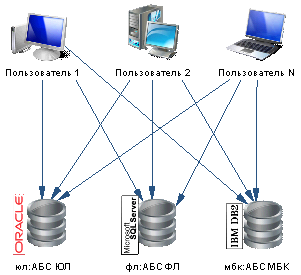 Пользователь 1 Пользователь 2 Пользователь N
ORACLE
Microsoft
SQL Server
IBM DB2
юл:АБС ЮЛ фл:АБС ФЛ мбк:АБС МБК